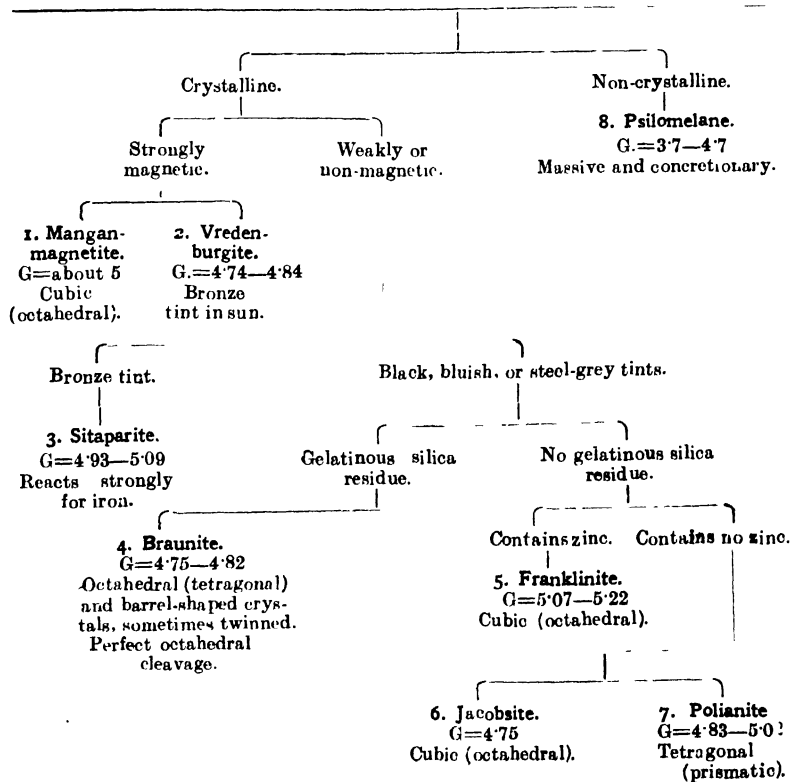 Crystalline.
Non-crystalline.
8. Psilomelane.
G.=3·7—4·7
Massive and concretionary.
Strongly
magnetic.
Weakly or
non-magnetic.
1. Mangan-
magnetite.
G=about 5
Cubic
(octahedral).
2. Vreden-
burgite.
G.=4·74—4·84
Bronze
tint in sun.
Bronze tint.
Black, bluish, or steel-grey tints.
3. Sitaparite.
G=4·93—5·09
Reacts strongly
for iron.
Gelatinous silica
residue.
No gelatinous silica
residue.
4. Braunite.
G=4·75—4·82
Octahedral (tetragonal)
and barrel-shaped crys-
tals, sometimes twinned.
Perfect octahedral
cleavage.
Contains zinc.
Contains no zinc.
5. Franklinite.
G=5·07—5·22
Cubic (octahedral).
6. Jacobsite.
G=4·75
Cubic (octahedral).
7. Polianite
G=4·83—
Tetragonal
(prismatic).